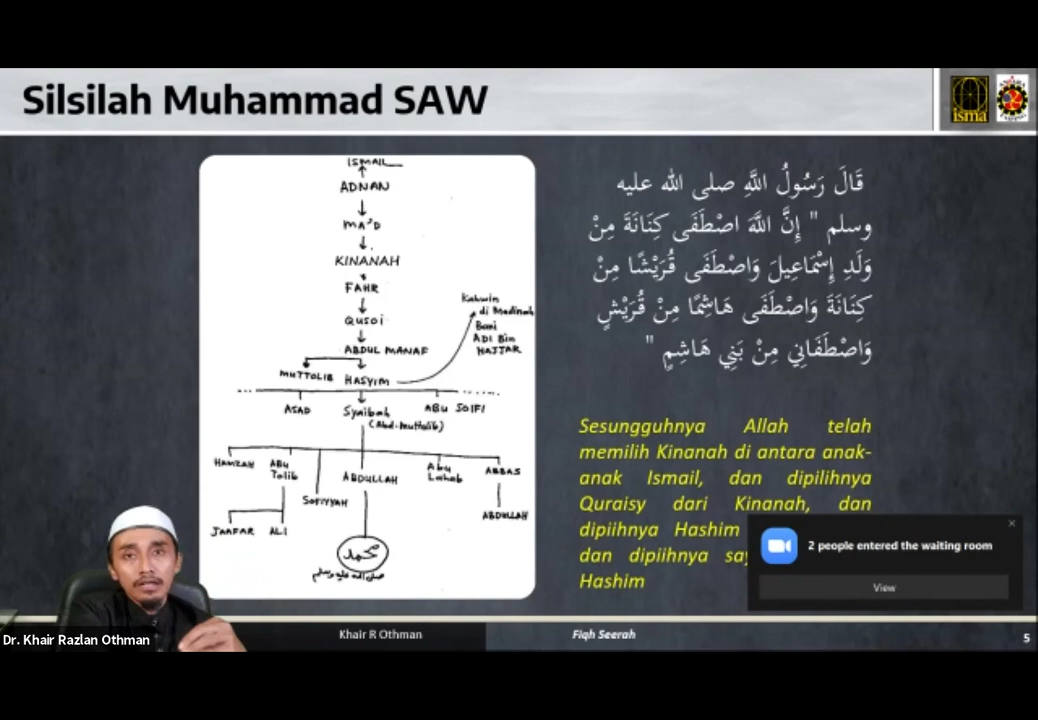 Silsilah Muhammad SAW
isma
ISMAIL
ADNAN
MA'D
KINANAH
FAHR
QUSOI
ABDUL MANAF
MUTTOLIB HASYIM
Kahwin
di Madinah
Bani
ADI Bin
NAJJAR
ASAD Syaibah ABU SOIFI
(Abd. Muttalib)
HAMZAH ABU Talib SOFIYYAH ABDULLAH Abu Lahab ABBAS
JAAFAR ALI ABDULLAH
محمد
صلى الله عليه وسلم
قَالَ رَسُولُ اللَّهِ صلى الله عليه
وسلم " إِنَّ اللَّهَ اصْطَفَى كِنَانَةَ مِنْ
وَلَدِ إِسْمَاعِيلَ وَاصْطَفَى قُرَيْشًا مِنْ
كِنَانَةَ وَاصْطَفَى هَاشِمًا مِنْ قُرَيْشٍ
وَاصْطَفَانِي مِنْ بَنِي هَاشِمٍ "
Sesungguhnya Allah telah
memilih Kinanah di antara anak-
anak Ismail, dan dipilihnya
Quraisy dari Kinanah, dan
dipiihnya Hashim
dan dipiihnya say
Hashim
2 people entered the waiting room
View
Dr. Khair Razlan Othman
Khair R Othman
Fiqh Seerah
5